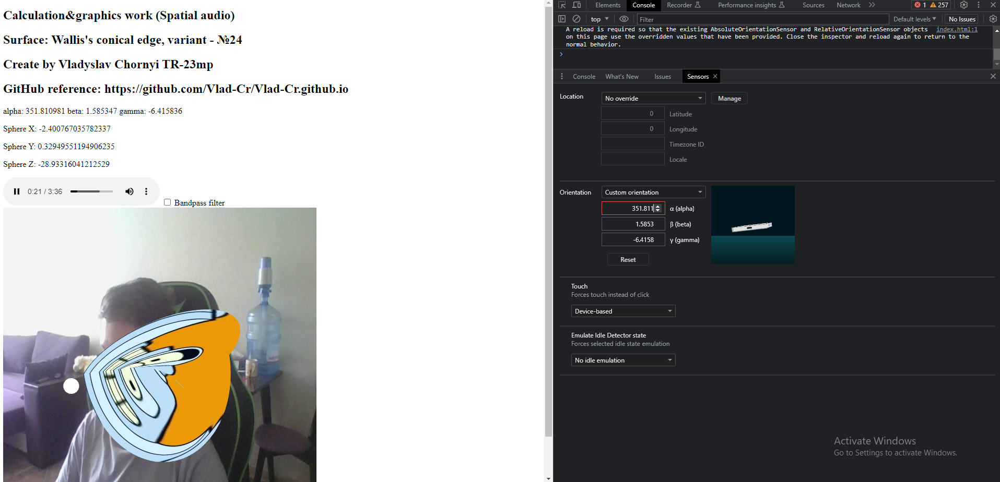 Calculation&graphics work (Spatial audio)
Surface: Wallis's conical edge, variant - №24
Create by Vladyslav Chornyi TR-23mp
GitHub reference: https://github.com/Vlad-Cr/Vlad-Cr.github.io
alpha: 351.810981 beta: 1.585347 gamma: -6.415836
Sphere X: -2.400767035782337
Sphere Y: 0.32949551194906235
Sphere Z: -28.93316041212529
0:21 / 3:36
Bandpass filter
Elements Console Recorder Performance insights Sources Network 1 257
top Filter Default levels No Issues
A reload is required so that the existing AbsoluteOrientationSensor and RelativeOrientationSensor objects index.html:1
on this page use the overridden values that have been provided. Close the inspector and reload again to return to the
normal behavior.
Console What's New Issues Sensors
Location No override Manage
0 Latitude
0 Longitude
Timezone ID
Locale
Orientation Custom orientation
351.811 α (alpha)
1.5853 β (beta)
-6.4158 γ (gamma)
Reset
Touch
Forces touch instead of click
Device-based
Emulate Idle Detector state
Forces selected idle state emulation
No idle emulation
Activate Windows
Go to Settings to activate Windows.